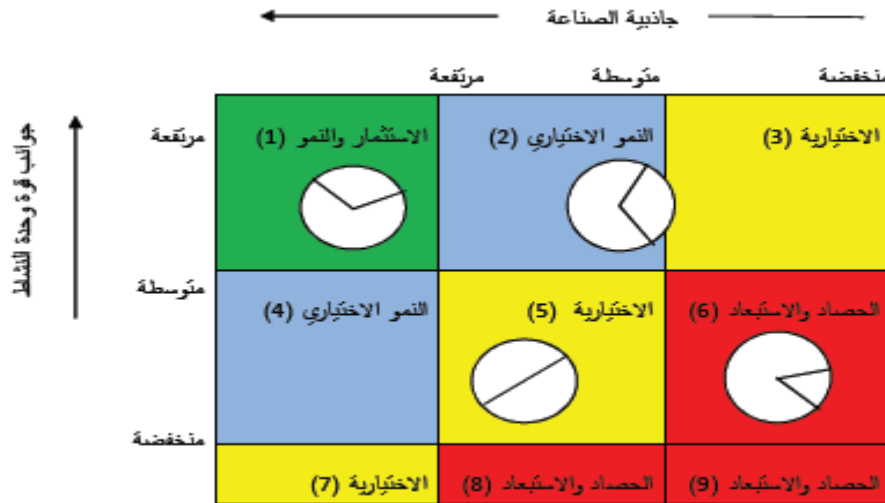 جاذبية الصناعة
منخفضة متوسطة مرتفعة
جوانب قوة وحدة النشاط
مرتفعة
(3) الاختيارية
(2) النمو الاختياري
(1) الاستثمار والنمو
متوسطة
(6) الحصاد والاستبعاد
(5) الاختيارية
(4) النمو الاختياري
منخفضة
(9) الحصاد والاستبعاد
(8) الحصاد والاستبعاد
(7) الاختيارية